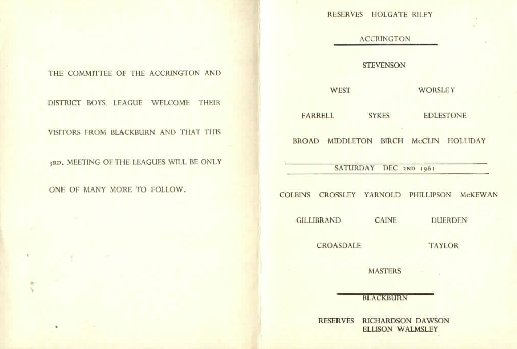 THE COMMITTEE OF THE ACCRINGTON AND
DISTRICT BOYS LEAGUE WELCOME THEIR
VISITORS FROM BLACKBURN AND THAT THIS
3RD. MEETING OF THE LEAGUES WILL BE ONLY
ONE OF MANY MORE TO FOLLOW.
RESERVES HOLGATE RILEY
ACCRINGTON
STEVENSON
WEST WORSLEY
FARRELL SYKES EDLESTONE
BROAD MIDDLETON BIRCH McCLIN HOLLIDAY
SATURDAY DEC 2ND 1961
COLBINS CROSSLEY YARNOLD PHILLIPSON McKEWAN
GILLIBRAND CAINE DUERDEN
CROASDALE TAYLOR
MASTERS
BLACKBURN
RESERVES RICHARDSON DAWSON
ELLISON WALMSLEY